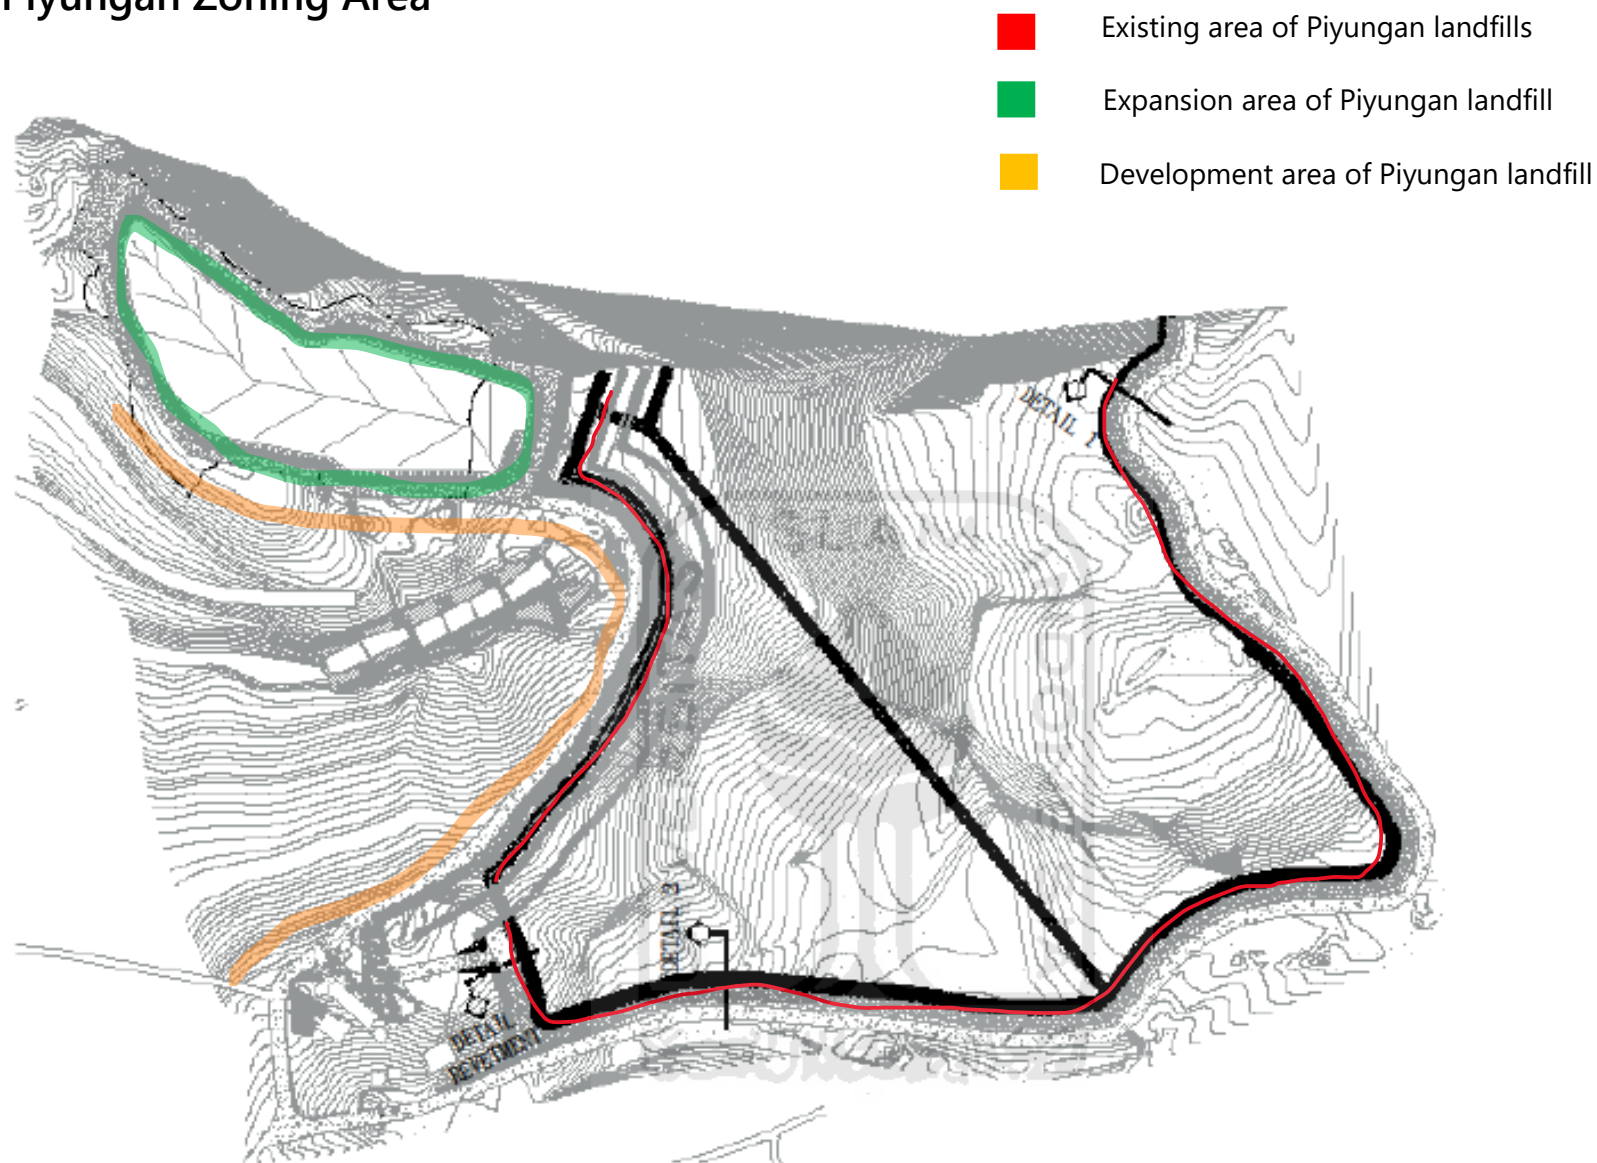 Piyungan Zoning Area
Existing area of Piyungan landfills
Expansion area of Piyungan landfill
Development area of Piyungan landfill
DETAIL 1
ISLAM
DETAIL 3
DETAIL
REVETMENT